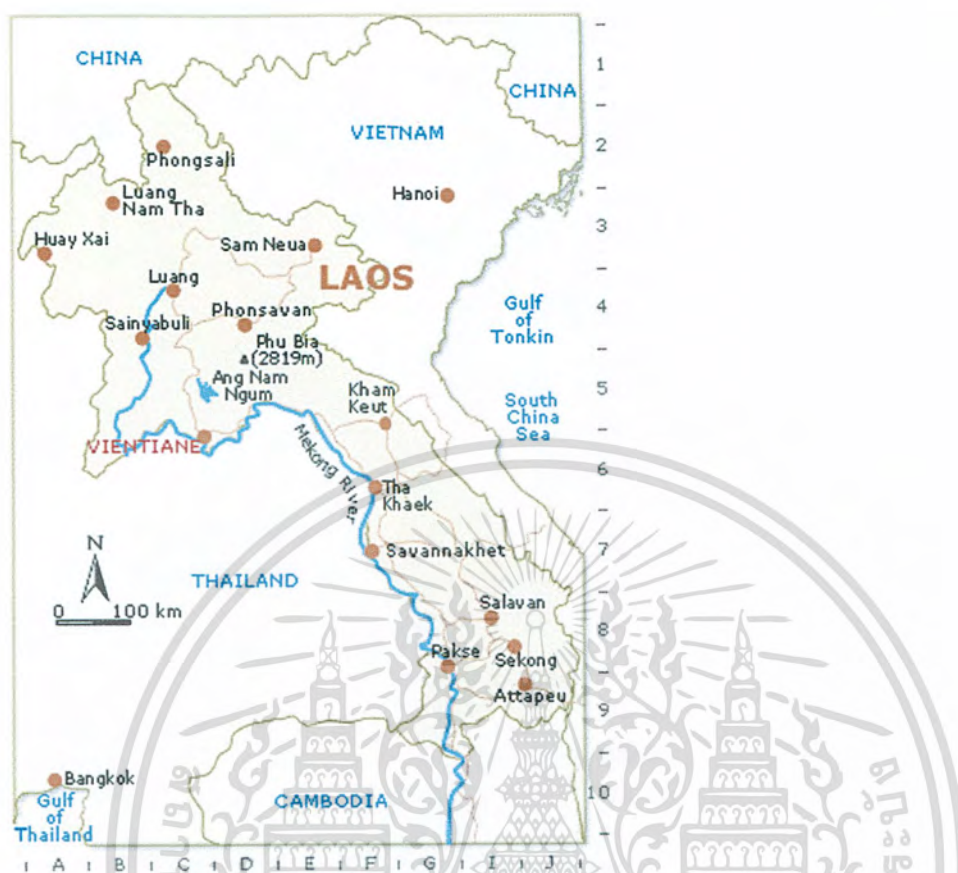 CHINA
CHINA
1
VIETNAM
2
Phongsali
Hanoi
Luang
Nam Tha
3
Huay Xai
Sam Neua
LAOS
Luang
Gulf
of
Tonkin
4
Phonsavan
Sainyabuli
Phu Bia
(2819m)
Ang Nam
Ngum
Kham
Keut
5
South
China
Sea
VIENTIANE
Mekong River
6
Tha
Khaek
Savannakhet
7
N
THAILAND
0 100 km
Salavan
8
Pakse
Sekong
Attapeu
9
Bangkok
Gulf
of
Thailand
CAMBODIA
10
A B C D E F G I J